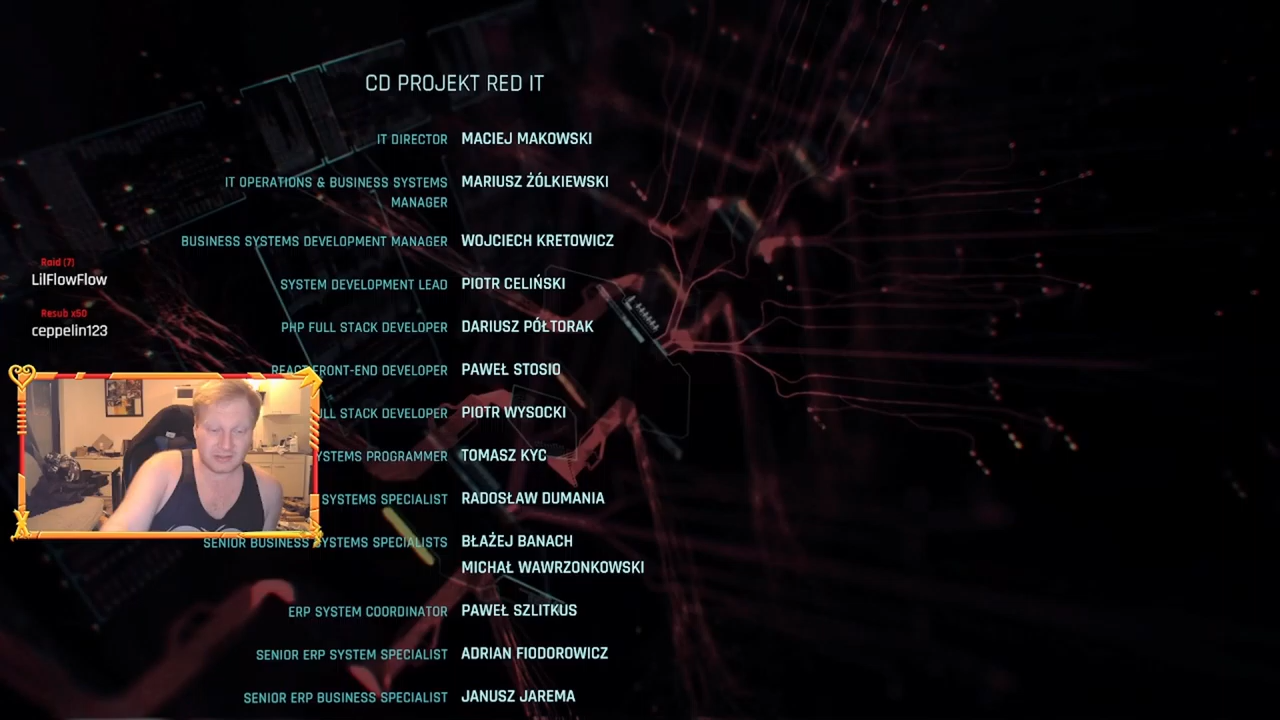 CD PROJEKT RED IT
IT DIRECTOR MACIEJ MAKOWSKI
IT OPERATIONS & BUSINESS SYSTEMS MARIUSZ ŻÓLKIEWSKI
MANAGER
BUSINESS SYSTEMS DEVELOPMENT MANAGER WOJCIECH KRETOWICZ
Raid (7)
LilFlowFlow
SYSTEM DEVELOPMENT LEAD PIOTR CELIŃSKI
Resub x50
ceppelin123
PHP FULL STACK DEVELOPER DARIUSZ PÓŁTORAK
REACT FRONT-END DEVELOPER PAWEŁ STOSIO
STACK DEVELOPER PIOTR WYSOCKI
PROGRAMMER TOMASZ KYC
SYSTEMS SPECIALIST RADOSŁAW DUMANIA
SENIOR BUSINESS SYSTEMS SPECIALISTS BŁAŻEJ BANACH
MICHAŁ WAWRZONKOWSKI
ERP SYSTEM COORDINATOR PAWEŁ SZLITKUS
SENIOR ERP SYSTEM SPECIALIST ADRIAN FIODOROWICZ
SENIOR ERP BUSINESS SPECIALIST JANUSZ JAREMA